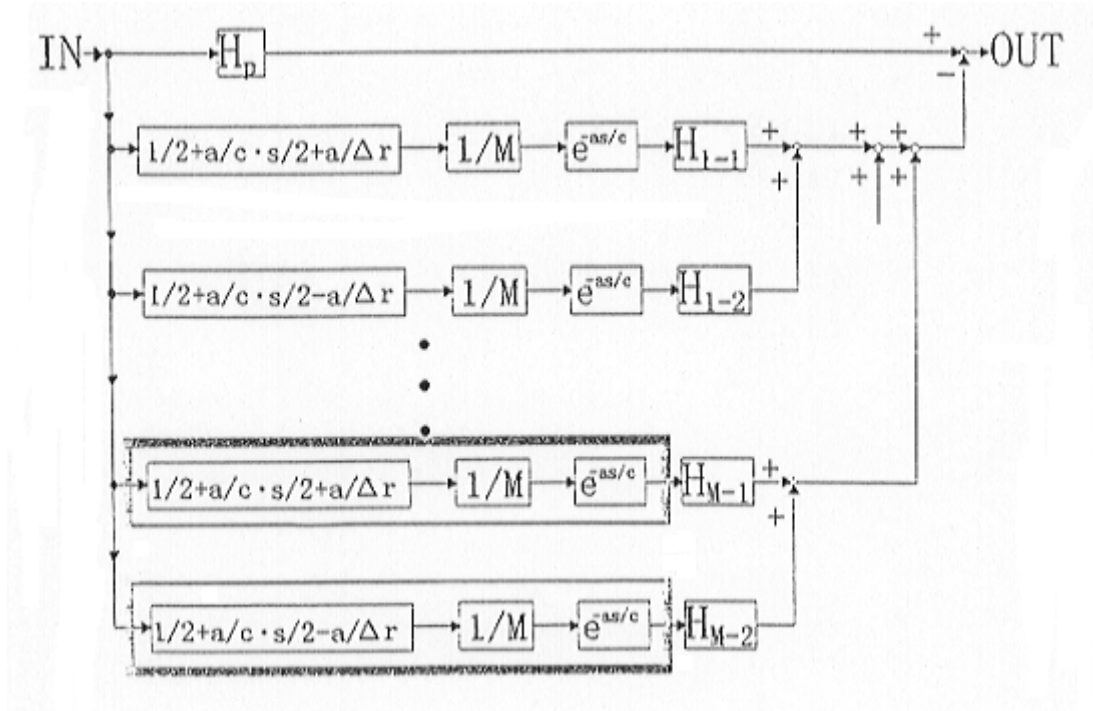 IN H_p + OUT
−
1/2+a/c·s/2+a/Δr 1/M e^-as/c H_1-1 + + +
+ + +
1/2+a/c·s/2-a/Δr 1/M e^-as/c H_1-2
1/2+a/c·s/2+a/Δr 1/M e^-as/c H_M-1 +
+
1/2+a/c·s/2-a/Δr 1/M e^-as/c H_M-2